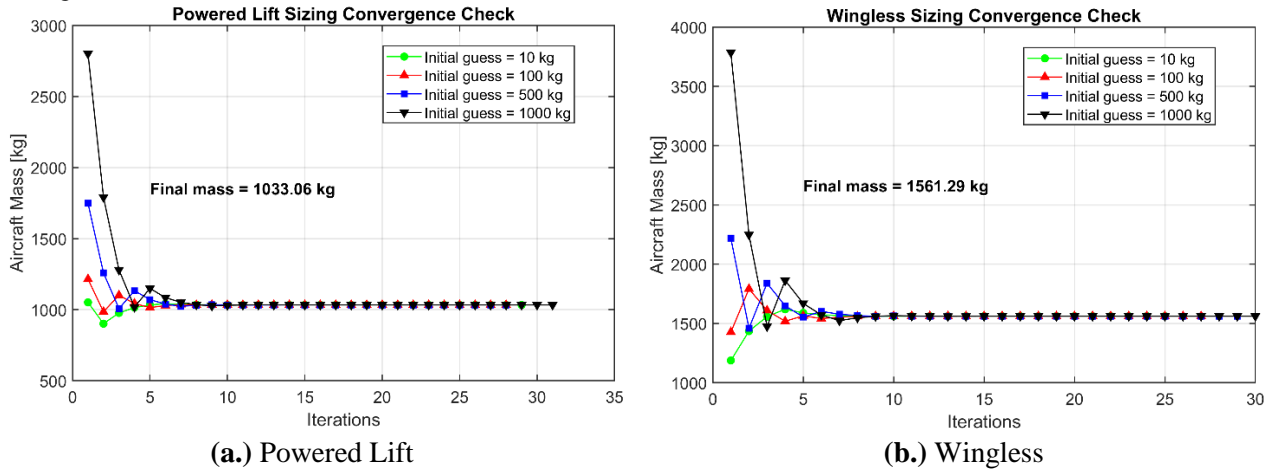 Powered Lift Sizing Convergence Check
3000
2500
2000
1500
1000
500
Aircraft Mass [kg]
Initial guess = 10 kg
Initial guess = 100 kg
Initial guess = 500 kg
Initial guess = 1000 kg
Final mass = 1033.06 kg
0 5 10 15 20 25 30 35
Iterations
(a.) Powered Lift
Wingless Sizing Convergence Check
4000
3500
3000
2500
2000
1500
1000
Aircraft Mass [kg]
Initial guess = 10 kg
Initial guess = 100 kg
Initial guess = 500 kg
Initial guess = 1000 kg
Final mass = 1561.29 kg
0 5 10 15 20 25 30
Iterations
(b.) Wingless